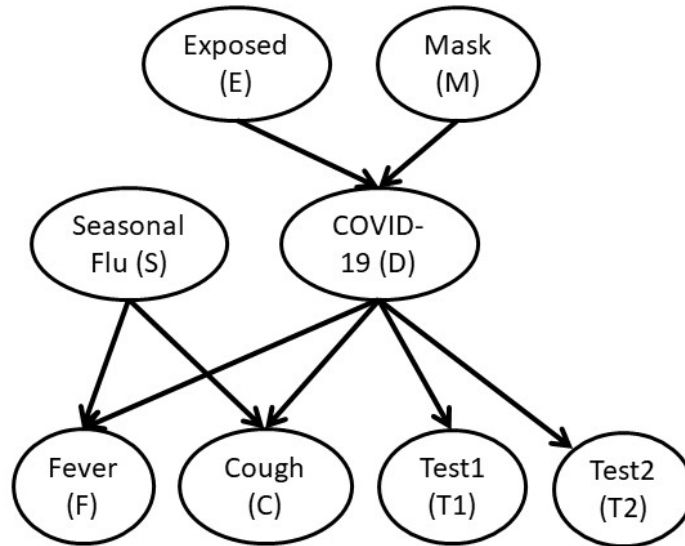 Exposed
(E)
Mask
(M)
Seasonal
Flu (S)
COVID-
19 (D)
Fever
(F)
Cough
(C)
Test1
(T1)
Test2
(T2)